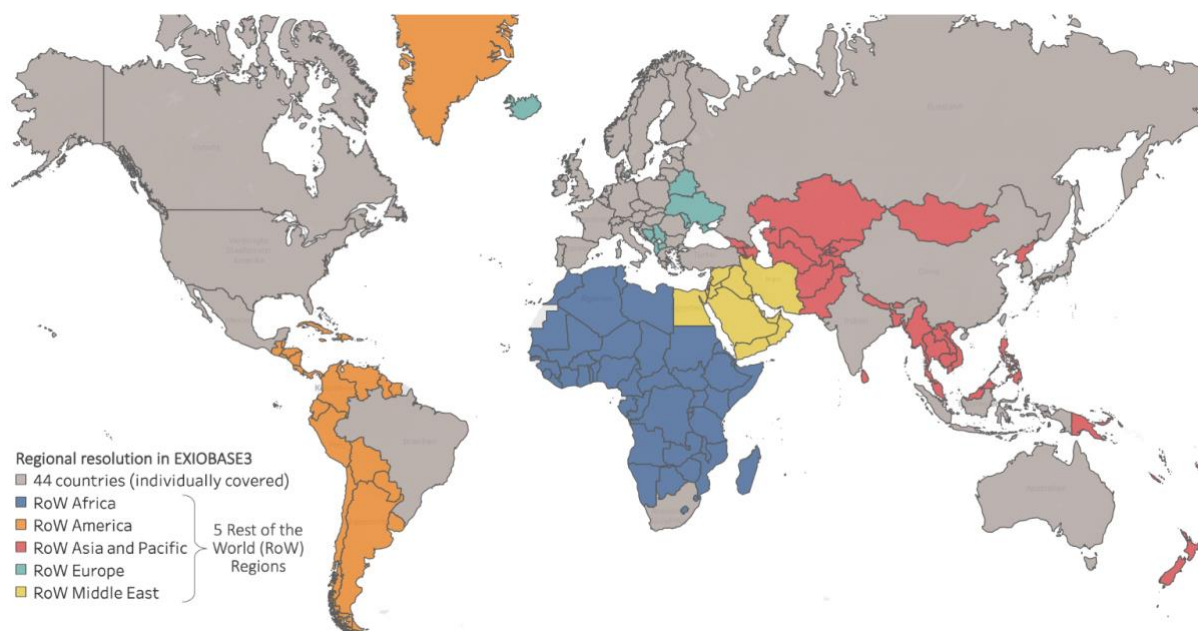 Regional resolution in EXIOBASE3
44 countries (individually covered)
RoW Africa
RoW America
RoW Asia and Pacific
RoW Europe
RoW Middle East
5 Rest of the
World (RoW)
Regions